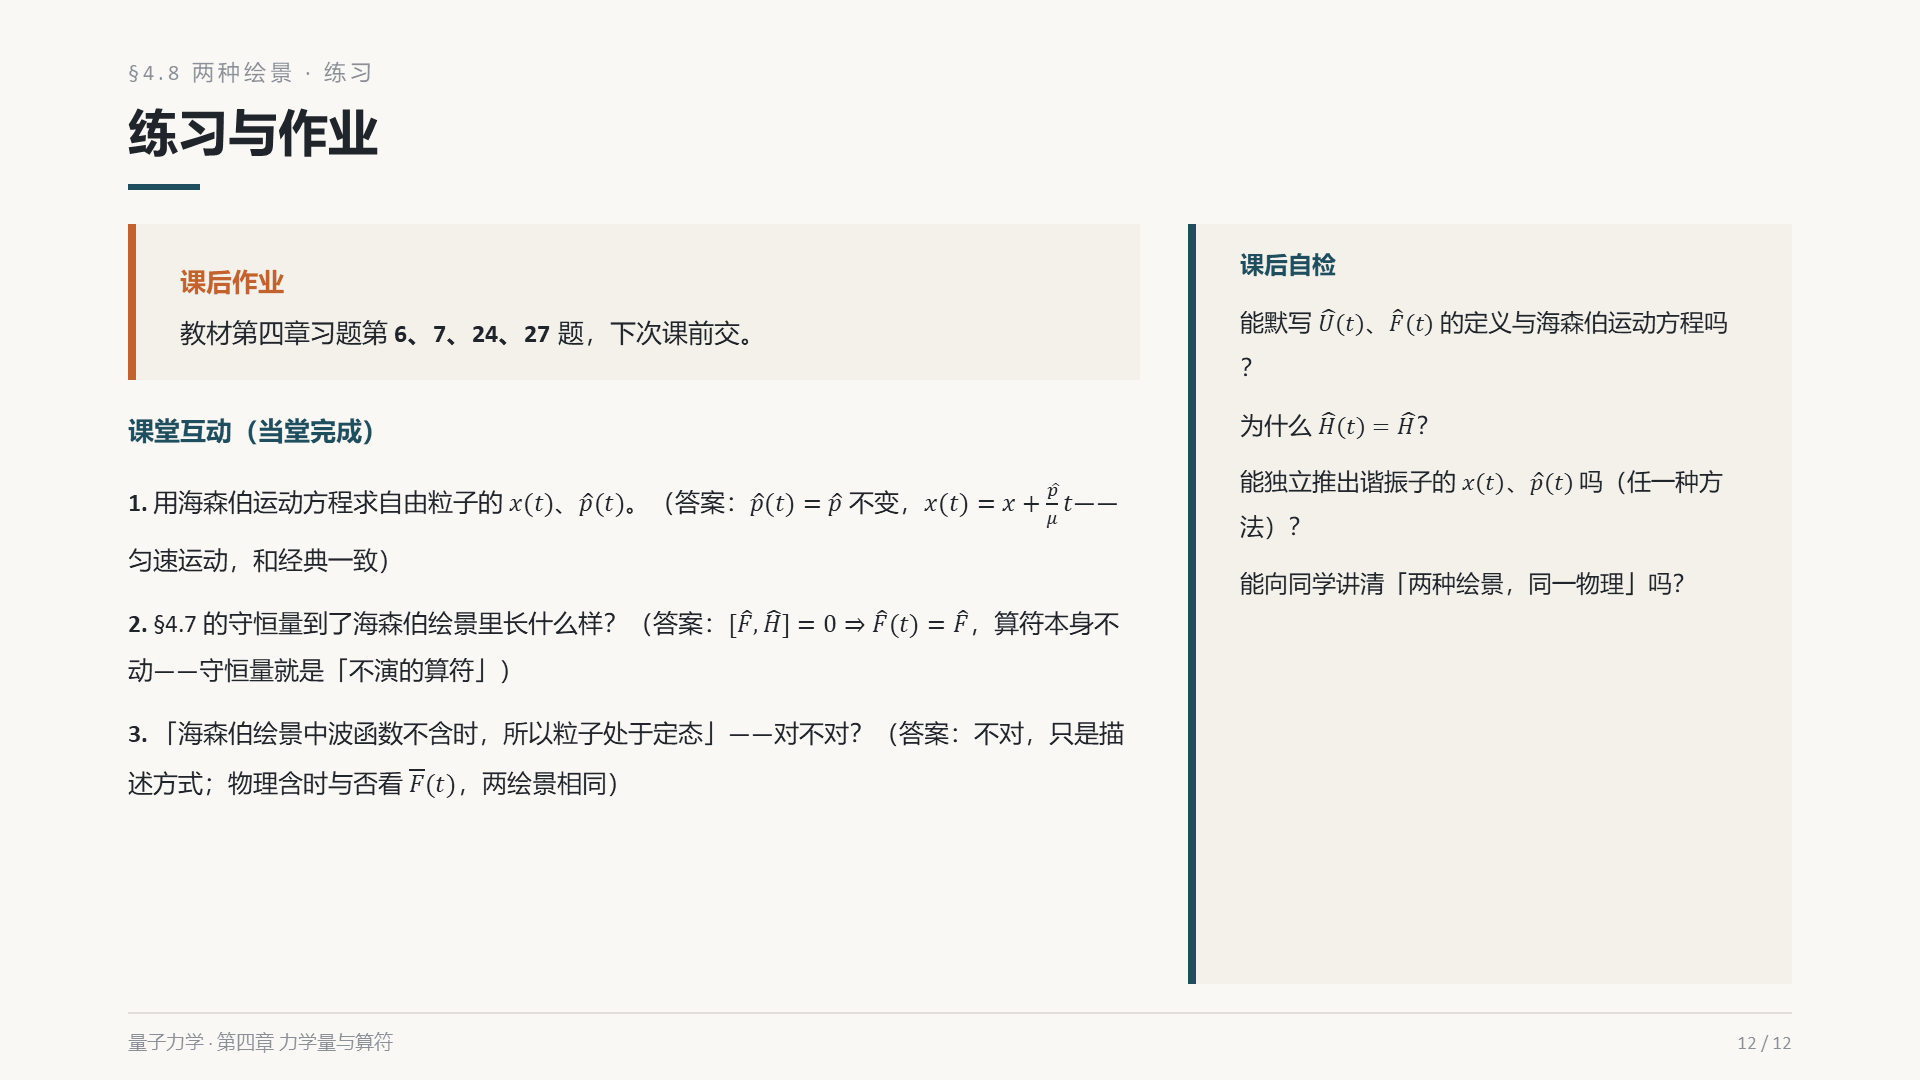 §4.8 两种绘景 · 练习
练习与作业
课后作业
教材第四章习题第 6、7、24、27 题，下次课前交。
课堂互动（当堂完成）
1. 用海森伯运动方程求自由粒子的 x(t)、p̂(t)。（答案：p̂(t) = p̂ 不变，x(t) = x + p̂/μ t——
匀速运动，和经典一致）
2. §4.7 的守恒量到了海森伯绘景里长什么样？（答案：[F̂, Ĥ] = 0 ⇒ F̂(t) = F̂，算符本身不
动——守恒量就是「不演的算符」）
3. 「海森伯绘景中波函数不含时，所以粒子处于定态」——对不对？（答案：不对，只是描
述方式；物理含时与否看 F̅(t)，两绘景相同）
课后自检
能默写 Û(t)、F̂(t) 的定义与海森伯运动方程吗
？
为什么 Ĥ(t) = Ĥ？
能独立推出谐振子的 x(t)、p̂(t) 吗（任一种方
法）？
能向同学讲清「两种绘景，同一物理」吗？
量子力学 · 第四章 力学量与算符
12 / 12